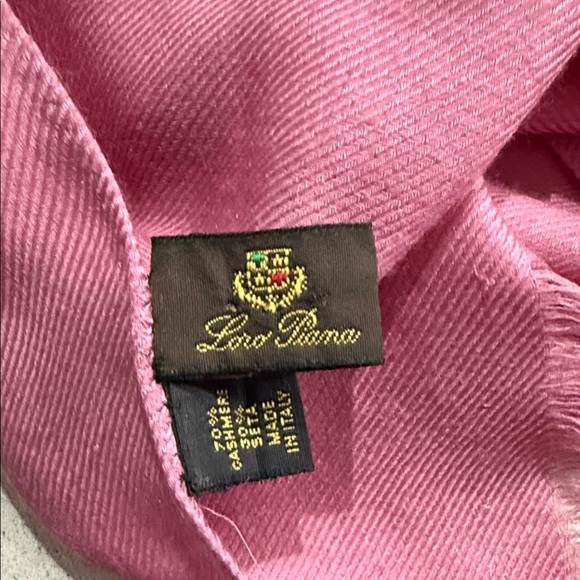 Loro Piana
70%
CASHMERE
30%
SETA
MADE
IN ITALY